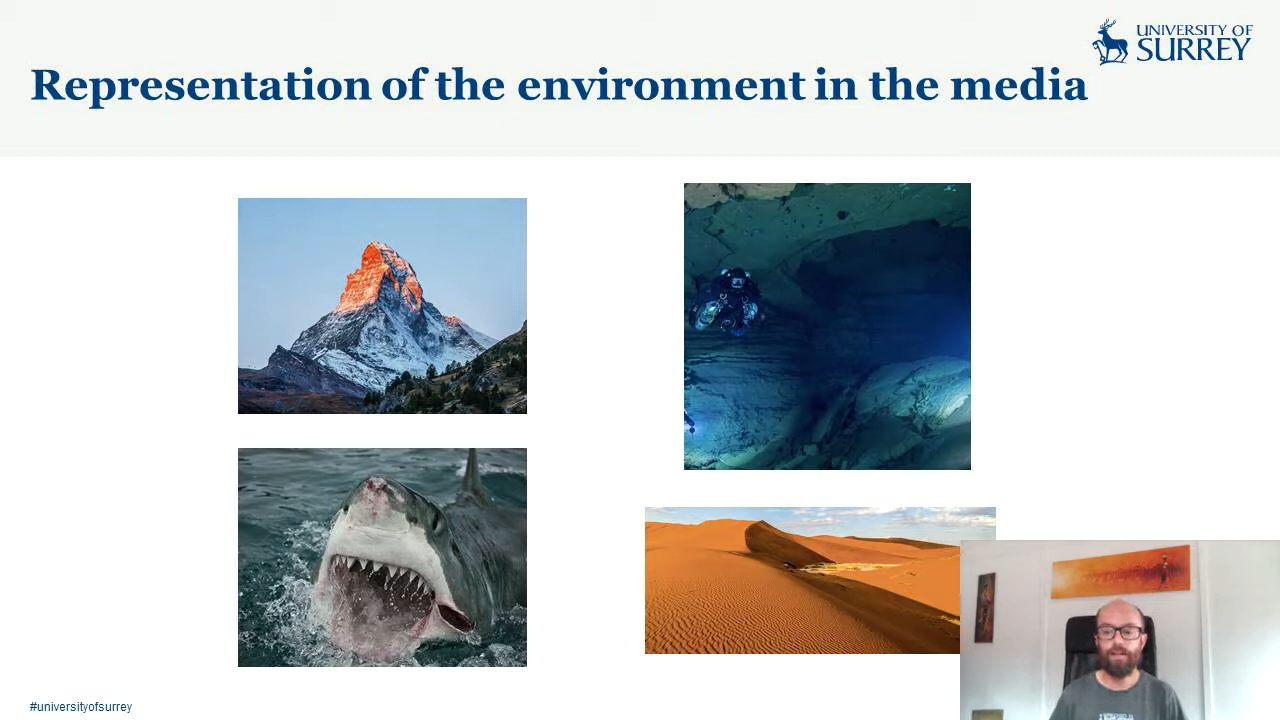 UNIVERSITY OF
SURREY
Representation of the environment in the media
#universityofsurrey